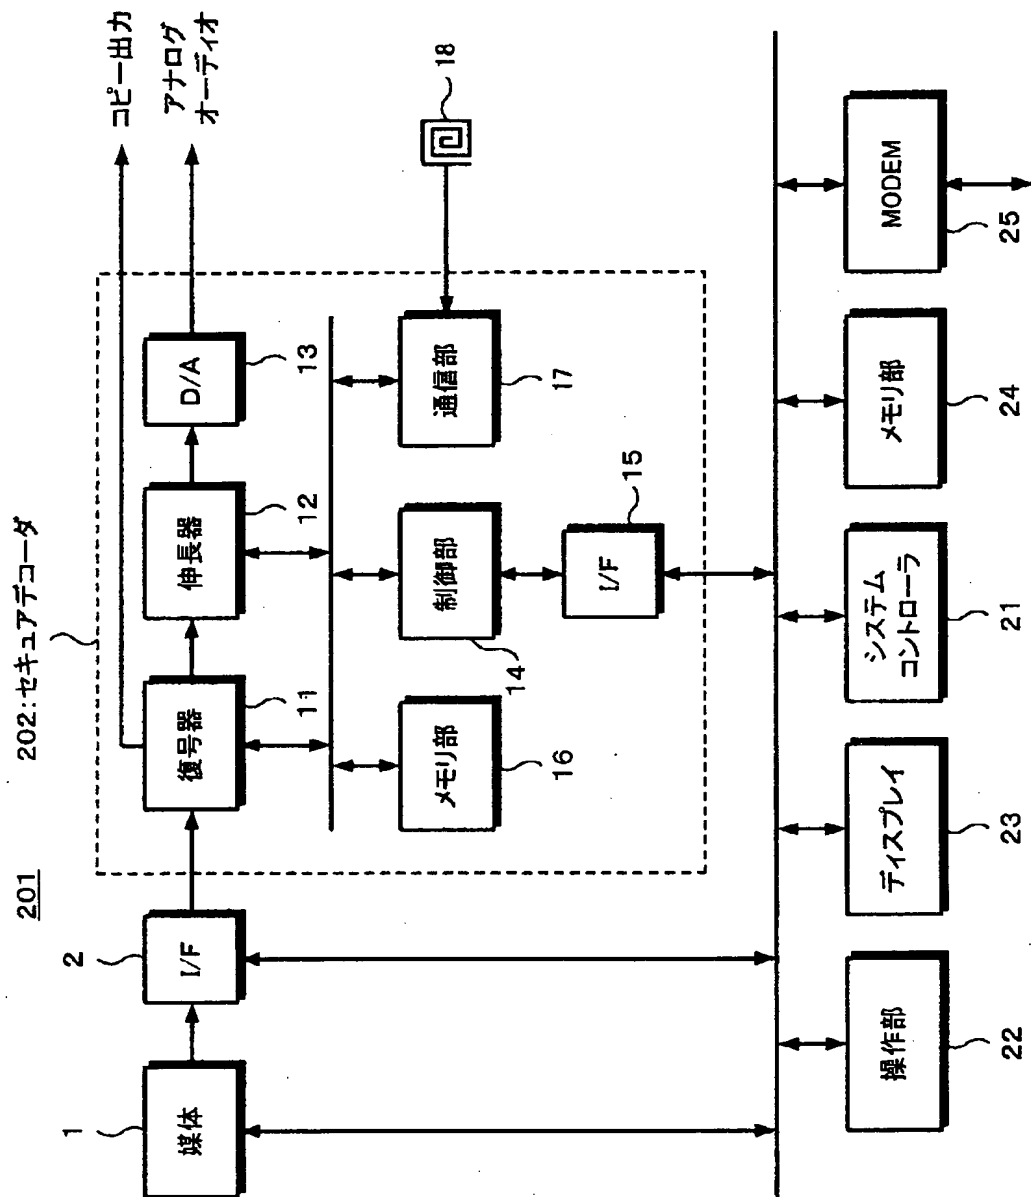 201
202:セキュアデコーダ
コピー出力
アナログ
オーディオ
1
媒体
2
I/F
復号器
11
伸長器
12
D/A
13
メモリ部
16
制御部
14
通信部
17
18
I/F
15
操作部
22
ディスプレイ
23
システム
コントローラ
21
メモリ部
24
MODEM
25